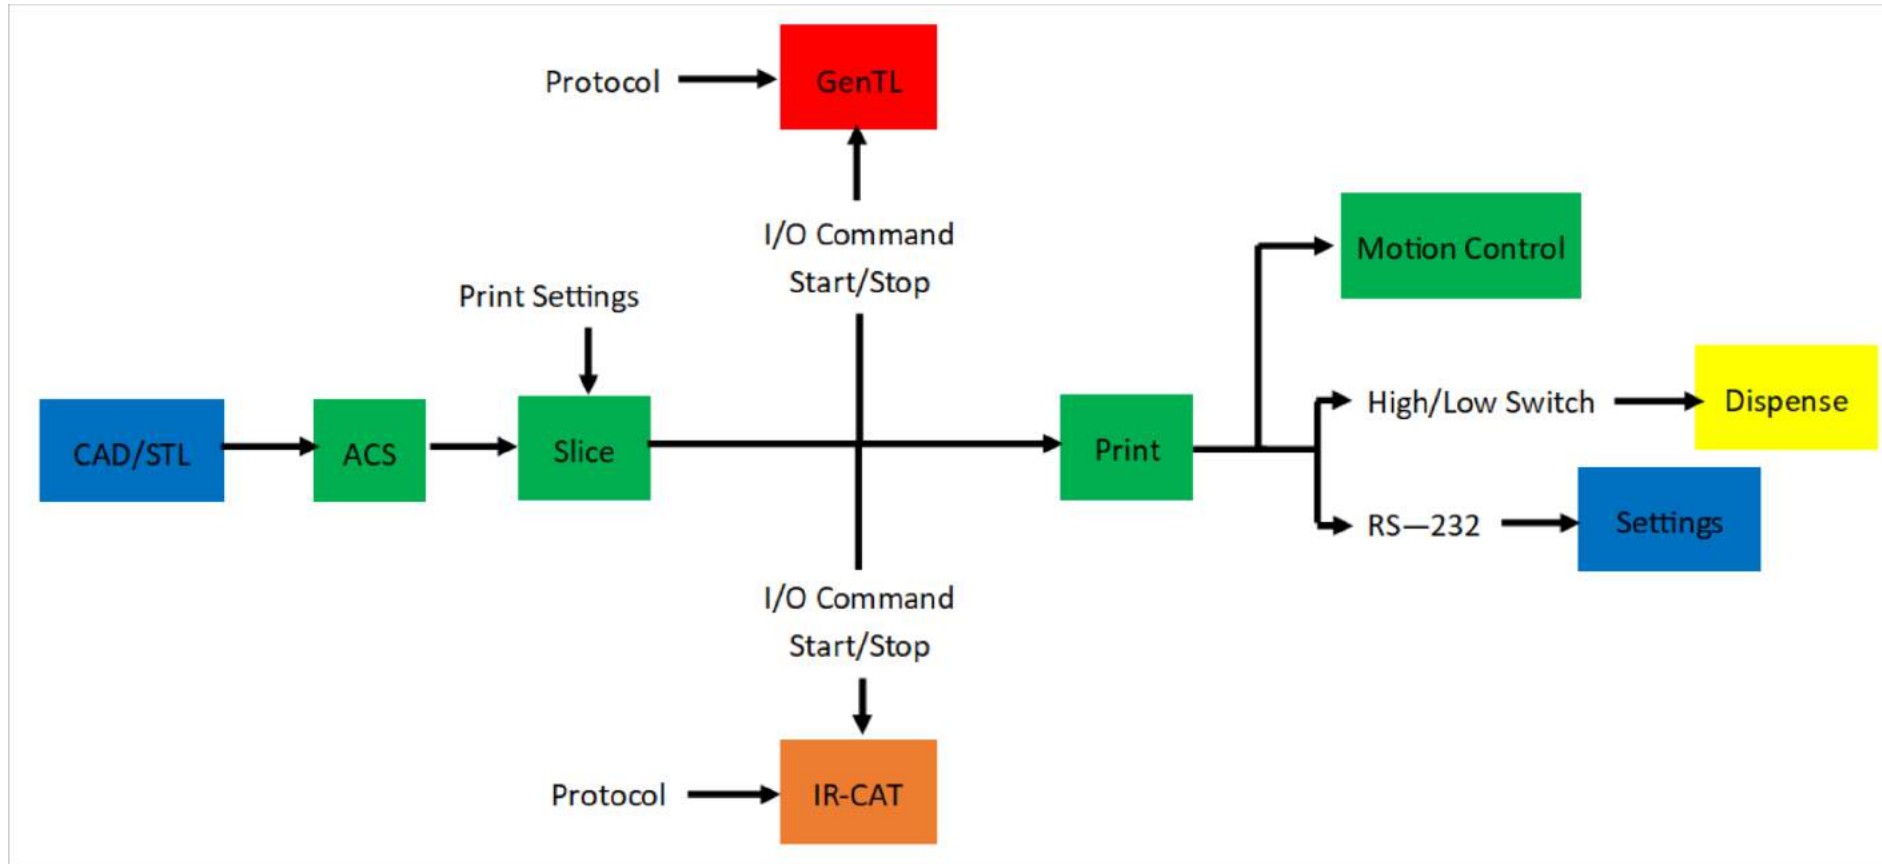 Protocol
GenTL
I/O Command
Start/Stop
Motion Control
Print Settings
High/Low Switch
Dispense
CAD/STL
ACS
Slice
Print
RS—232
Settings
I/O Command
Start/Stop
Protocol
IR-CAT